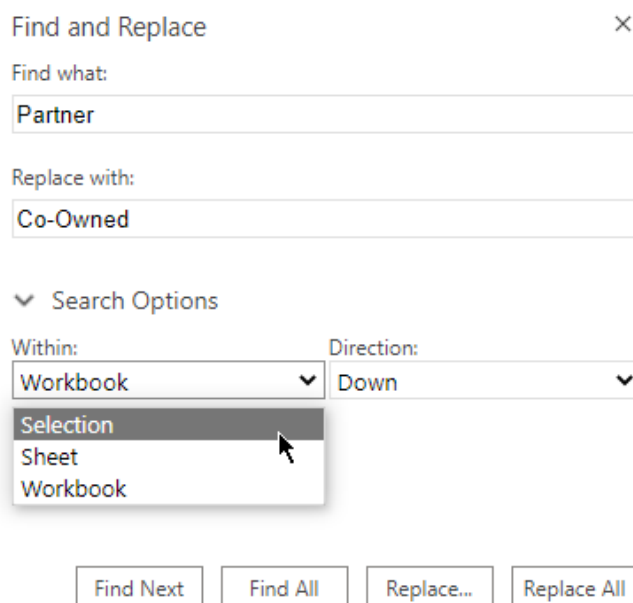 Find and Replace
Find what:
Partner
Replace with:
Co-Owned
Search Options
Within: Direction:
Workbook Down
Selection
Sheet
Workbook
Find Next Find All Replace... Replace All